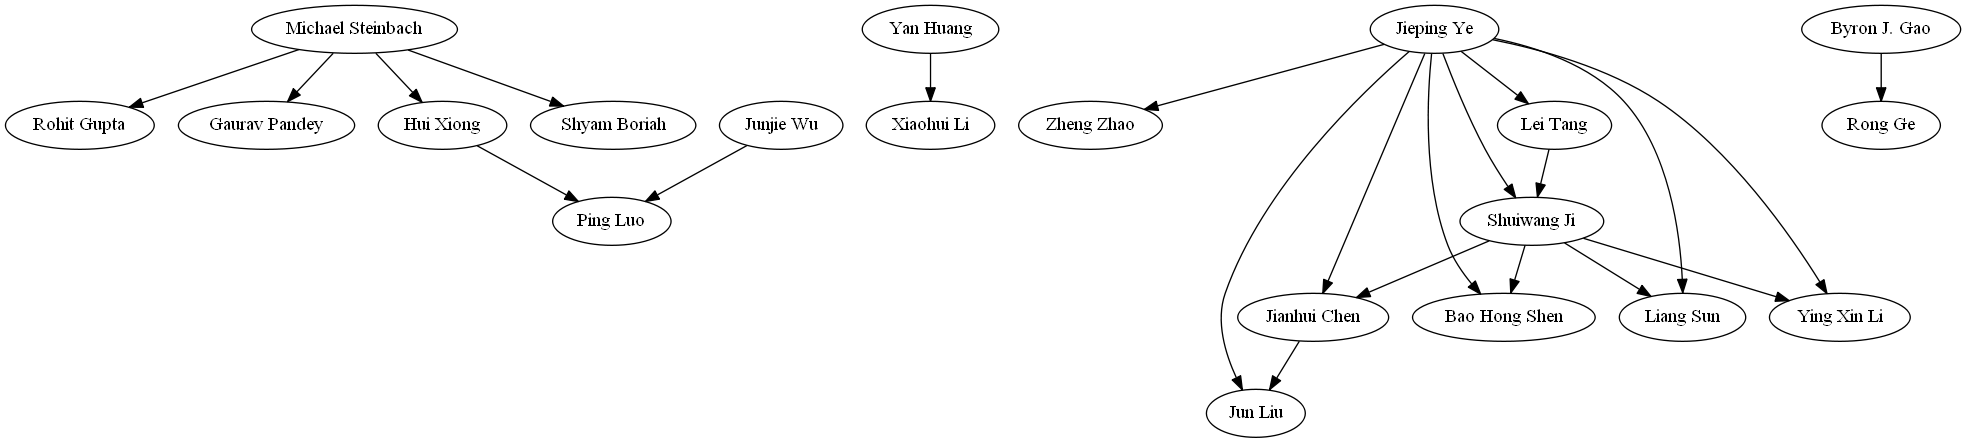 Michael Steinbach
Yan Huang
Jieping Ye
Byron J. Gao
Rohit Gupta
Gaurav Pandey
Hui Xiong
Shyam Boriah
Junjie Wu
Xiaohui Li
Zheng Zhao
Lei Tang
Rong Ge
Ping Luo
Shuiwang Ji
Jianhui Chen
Bao Hong Shen
Liang Sun
Ying Xin Li
Jun Liu